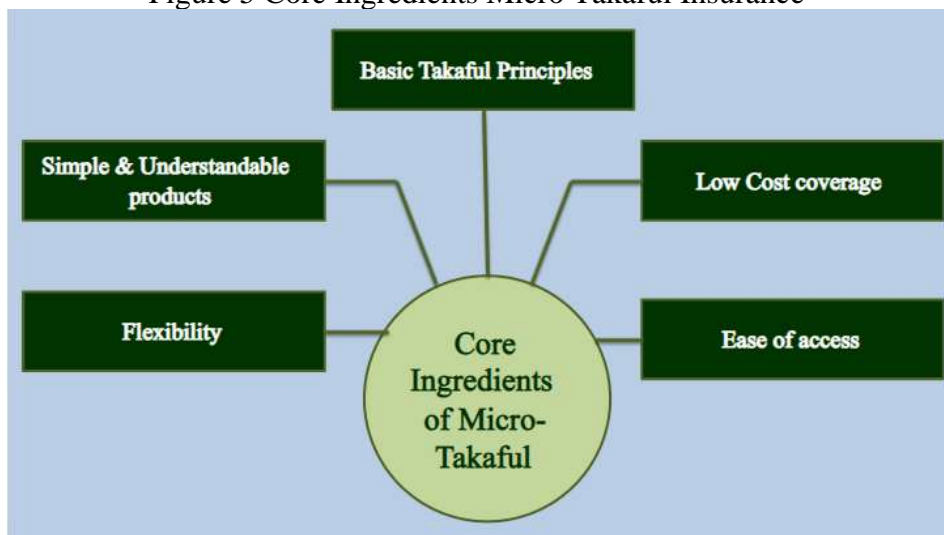 Figure 3 Core Ingredients Micro Takaful Insurance
Basic Takaful Principles
Simple & Understandable
products
Low Cost coverage
Flexibility
Ease of access
Core
Ingredients
of Micro-
Takaful